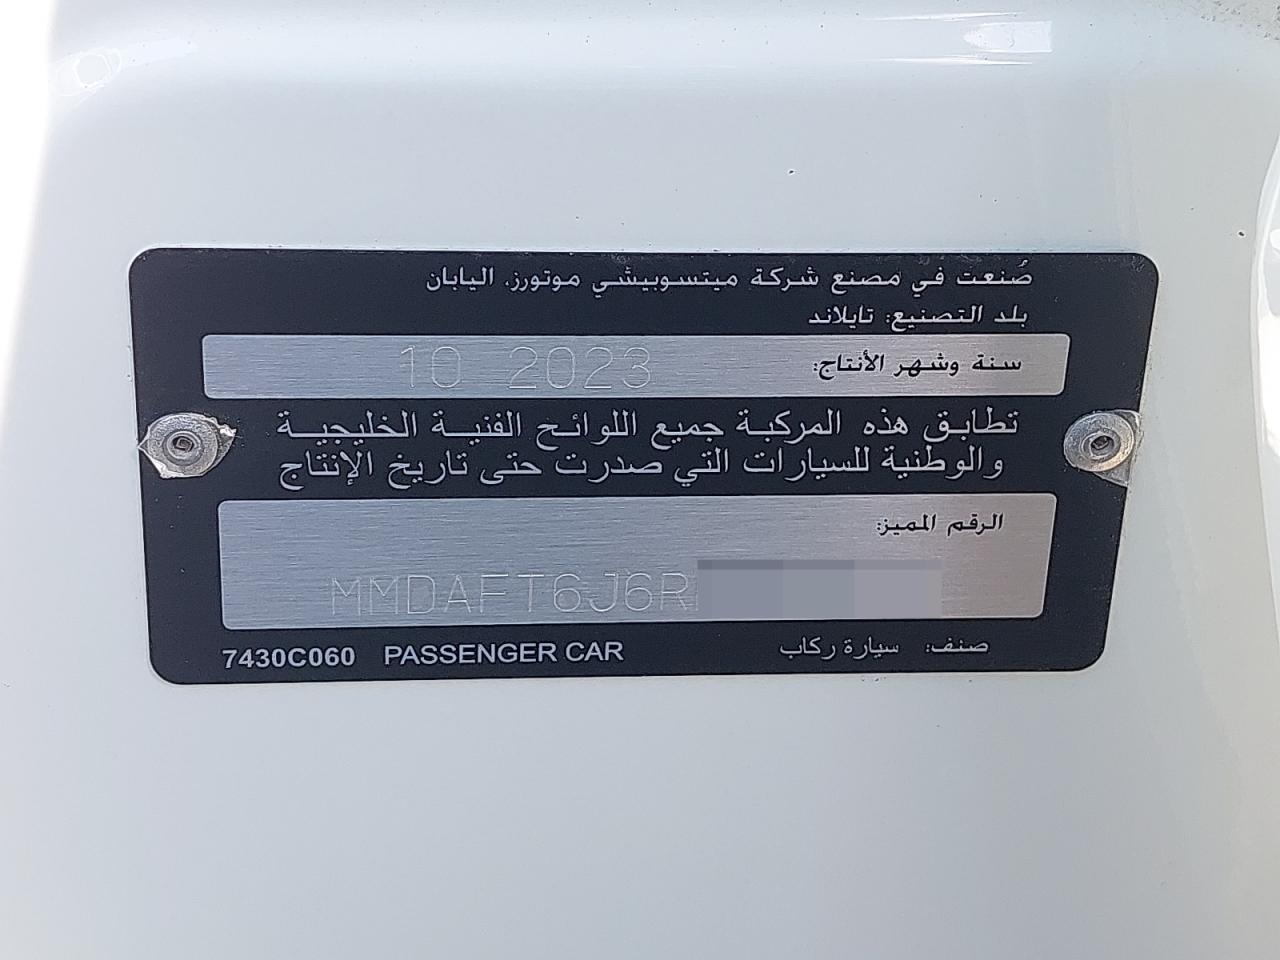 صُنعت في مصنع شركة ميتسوبيشي موتورز، اليابان
بلد التصنيع: تايلاند
سنة وشهر الأنتاج: 10 2023
تطابق هذه المركبة جميع اللوائح الفنية الخليجية
والوطنية للسيارات التي صدرت حتى تاريخ الإنتاج
الرقم المميز:
MMDAFT6J6R
صنف: سيارة ركاب
7430C060 PASSENGER CAR